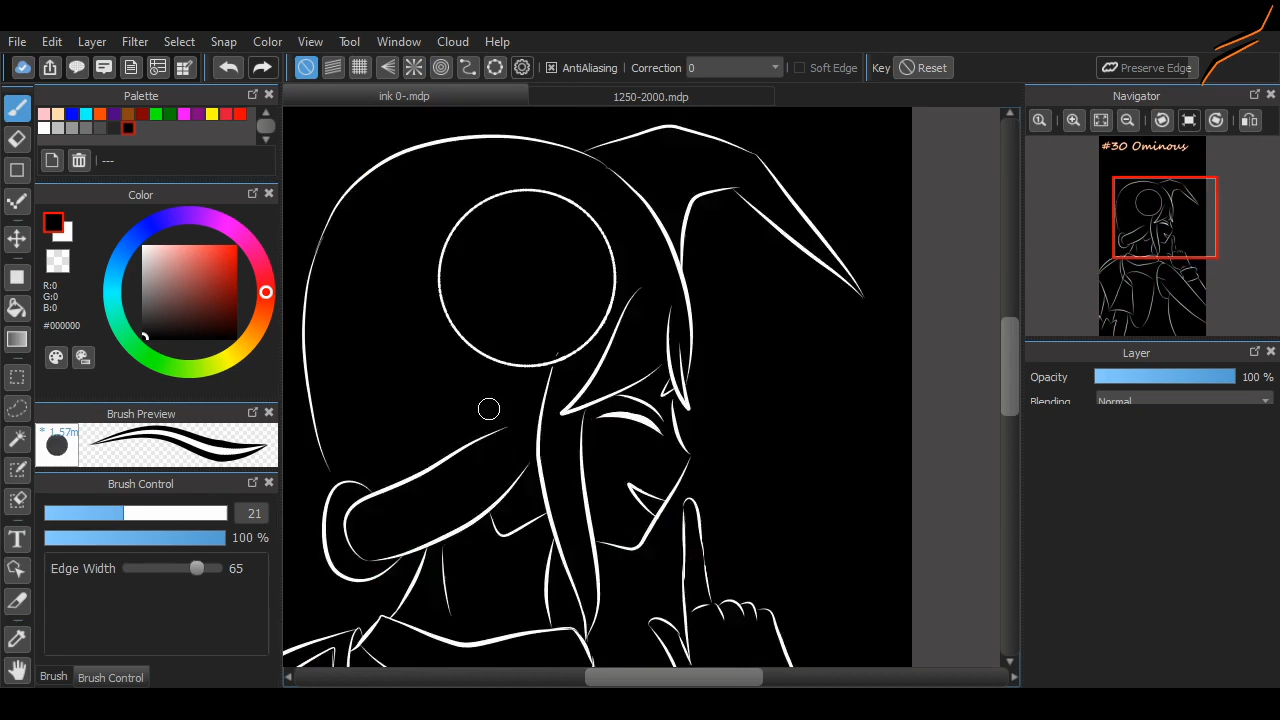 File Edit Layer Filter Select Snap Color View Tool Window Cloud Help
AntiAliasing Correction 0 Soft Edge Key Reset Preserve Edge
Palette
ink 0-.mdp 1250-2000.mdp
Navigator
#30 Ominous
---
Color
R:0
G:0
B:0
#000000
Layer
Opacity 100 %
Blending Normal
Brush Preview
* 1.57m
Brush Control
21
100 %
Edge Width 65
Brush Brush Control